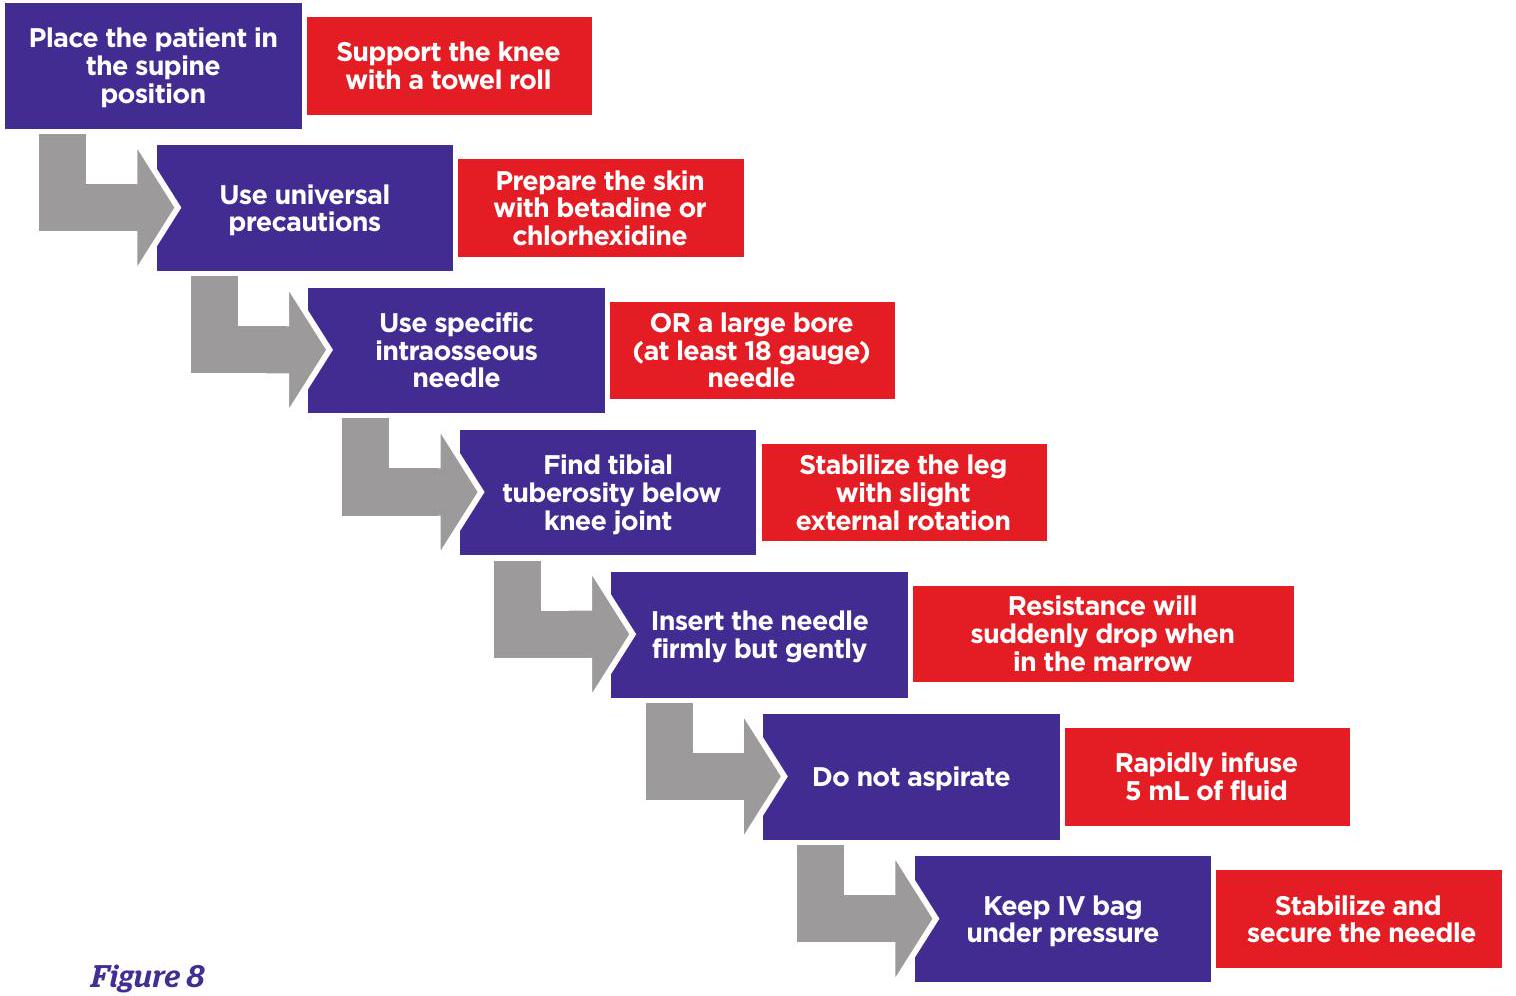 Place the patient in
the supine
position
Support the knee
with a towel roll
Use universal
precautions
Prepare the skin
with betadine or
chlorhexidine
Use specific
intraosseous
needle
OR a large bore
(at least 18 gauge)
needle
Find tibial
tuberosity below
knee joint
Stabilize the leg
with slight
external rotation
Insert the needle
firmly but gently
Resistance will
suddenly drop when
in the marrow
Do not aspirate
Rapidly infuse
5 mL of fluid
Keep IV bag
under pressure
Stabilize and
secure the needle
Figure 8